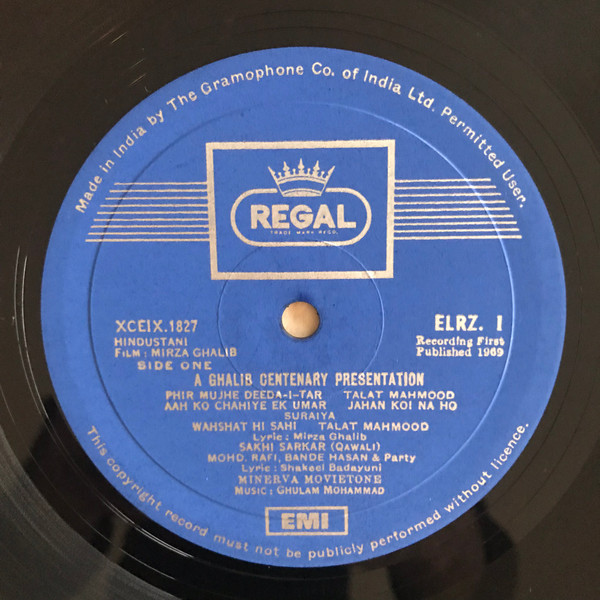 Made in India by The Gramophone Co. of India Ltd. Permitted User.
REGAL
TRADE MARK REGD.
XCEIX.1827
ELRZ. 1
HINDUSTANI
Recording First
FILM : MIRZA GHALIB
Published 1969
SIDE ONE
A GHALIB CENTENARY PRESENTATION
PHIR MUJHE DEEDA-I-TAR TALAT MAHMOOD
AAH KO CHAHIYE EK UMAR JAHAN KOI NA HO
SURAIYA
WAHSHAT HI SAHI TALAT MAHMOOD
Lyric: Mirza Ghalib
SAKHI SARKAR (QAWALI)
MOHD. RAFI, BANDE HASAN & Party
Lyric: Shakeel Badayuni
MINERVA MOVIETONE
MUSIC: GHULAM MOHAMMAD
EMI
This copyright record must not be publicly performed without licence.